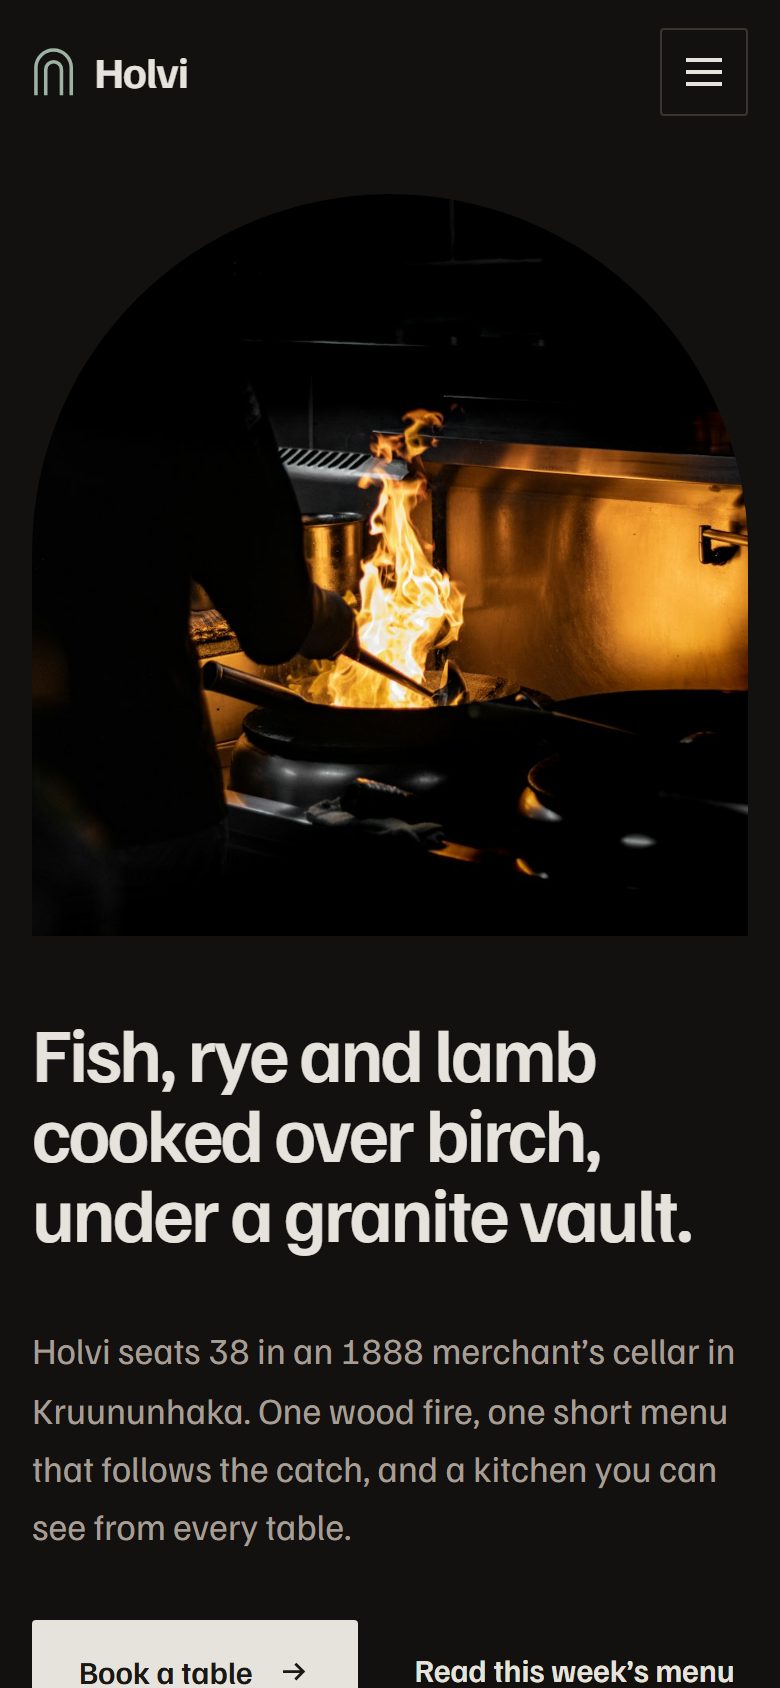 Holvi
Fish, rye and lamb
cooked over birch,
under a granite vault.
Holvi seats 38 in an 1888 merchant’s cellar in
Kruununhaka. One wood fire, one short menu
that follows the catch, and a kitchen you can
see from every table.
Book a table → Read this week’s menu